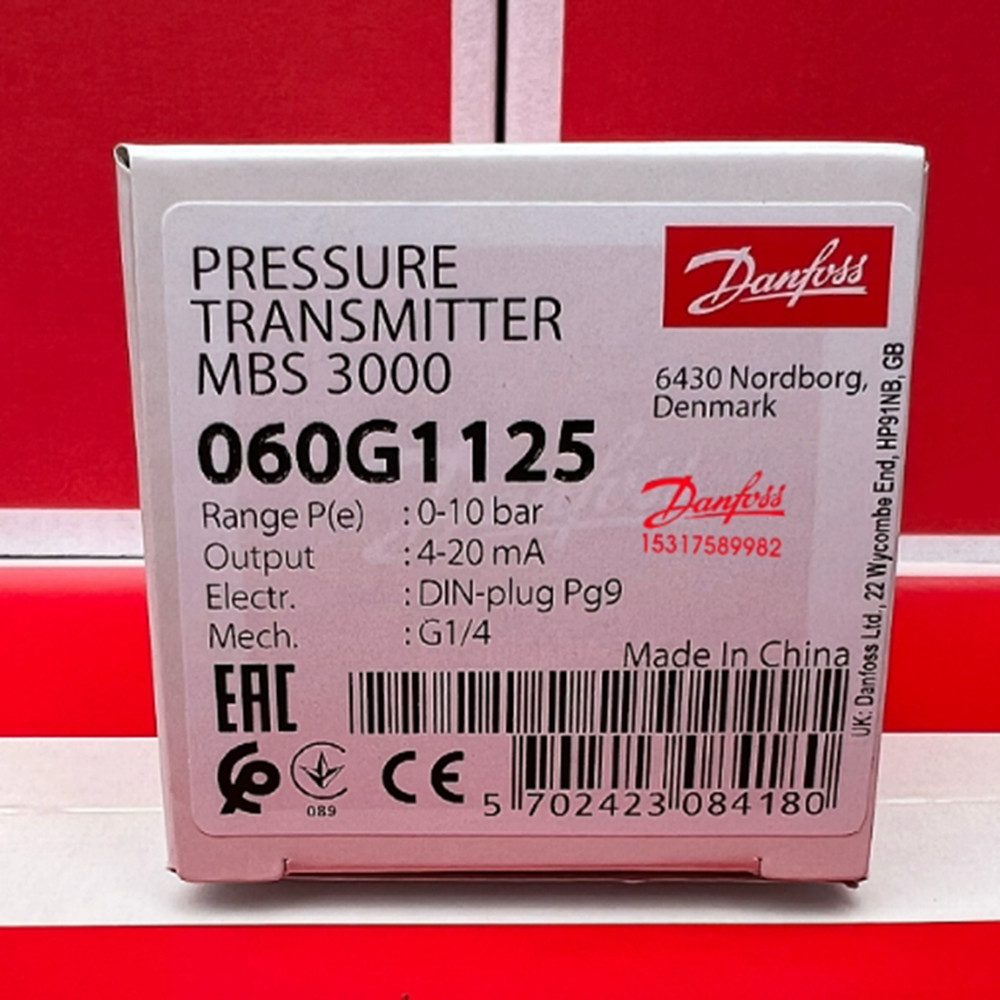 PRESSURE
TRANSMITTER
MBS 3000
060G1125
Range P(e) : 0-10 bar
Output : 4-20 mA
Electr. : DIN-plug Pg9
Mech. : G1/4
Danfoss
6430 Nordborg,
Denmark
Danfoss
15317589982
Made In China
UK: Danfoss Ltd., 22 Wycombe End, HP91NB, GB
EAC
089
CE
5 702423 084180